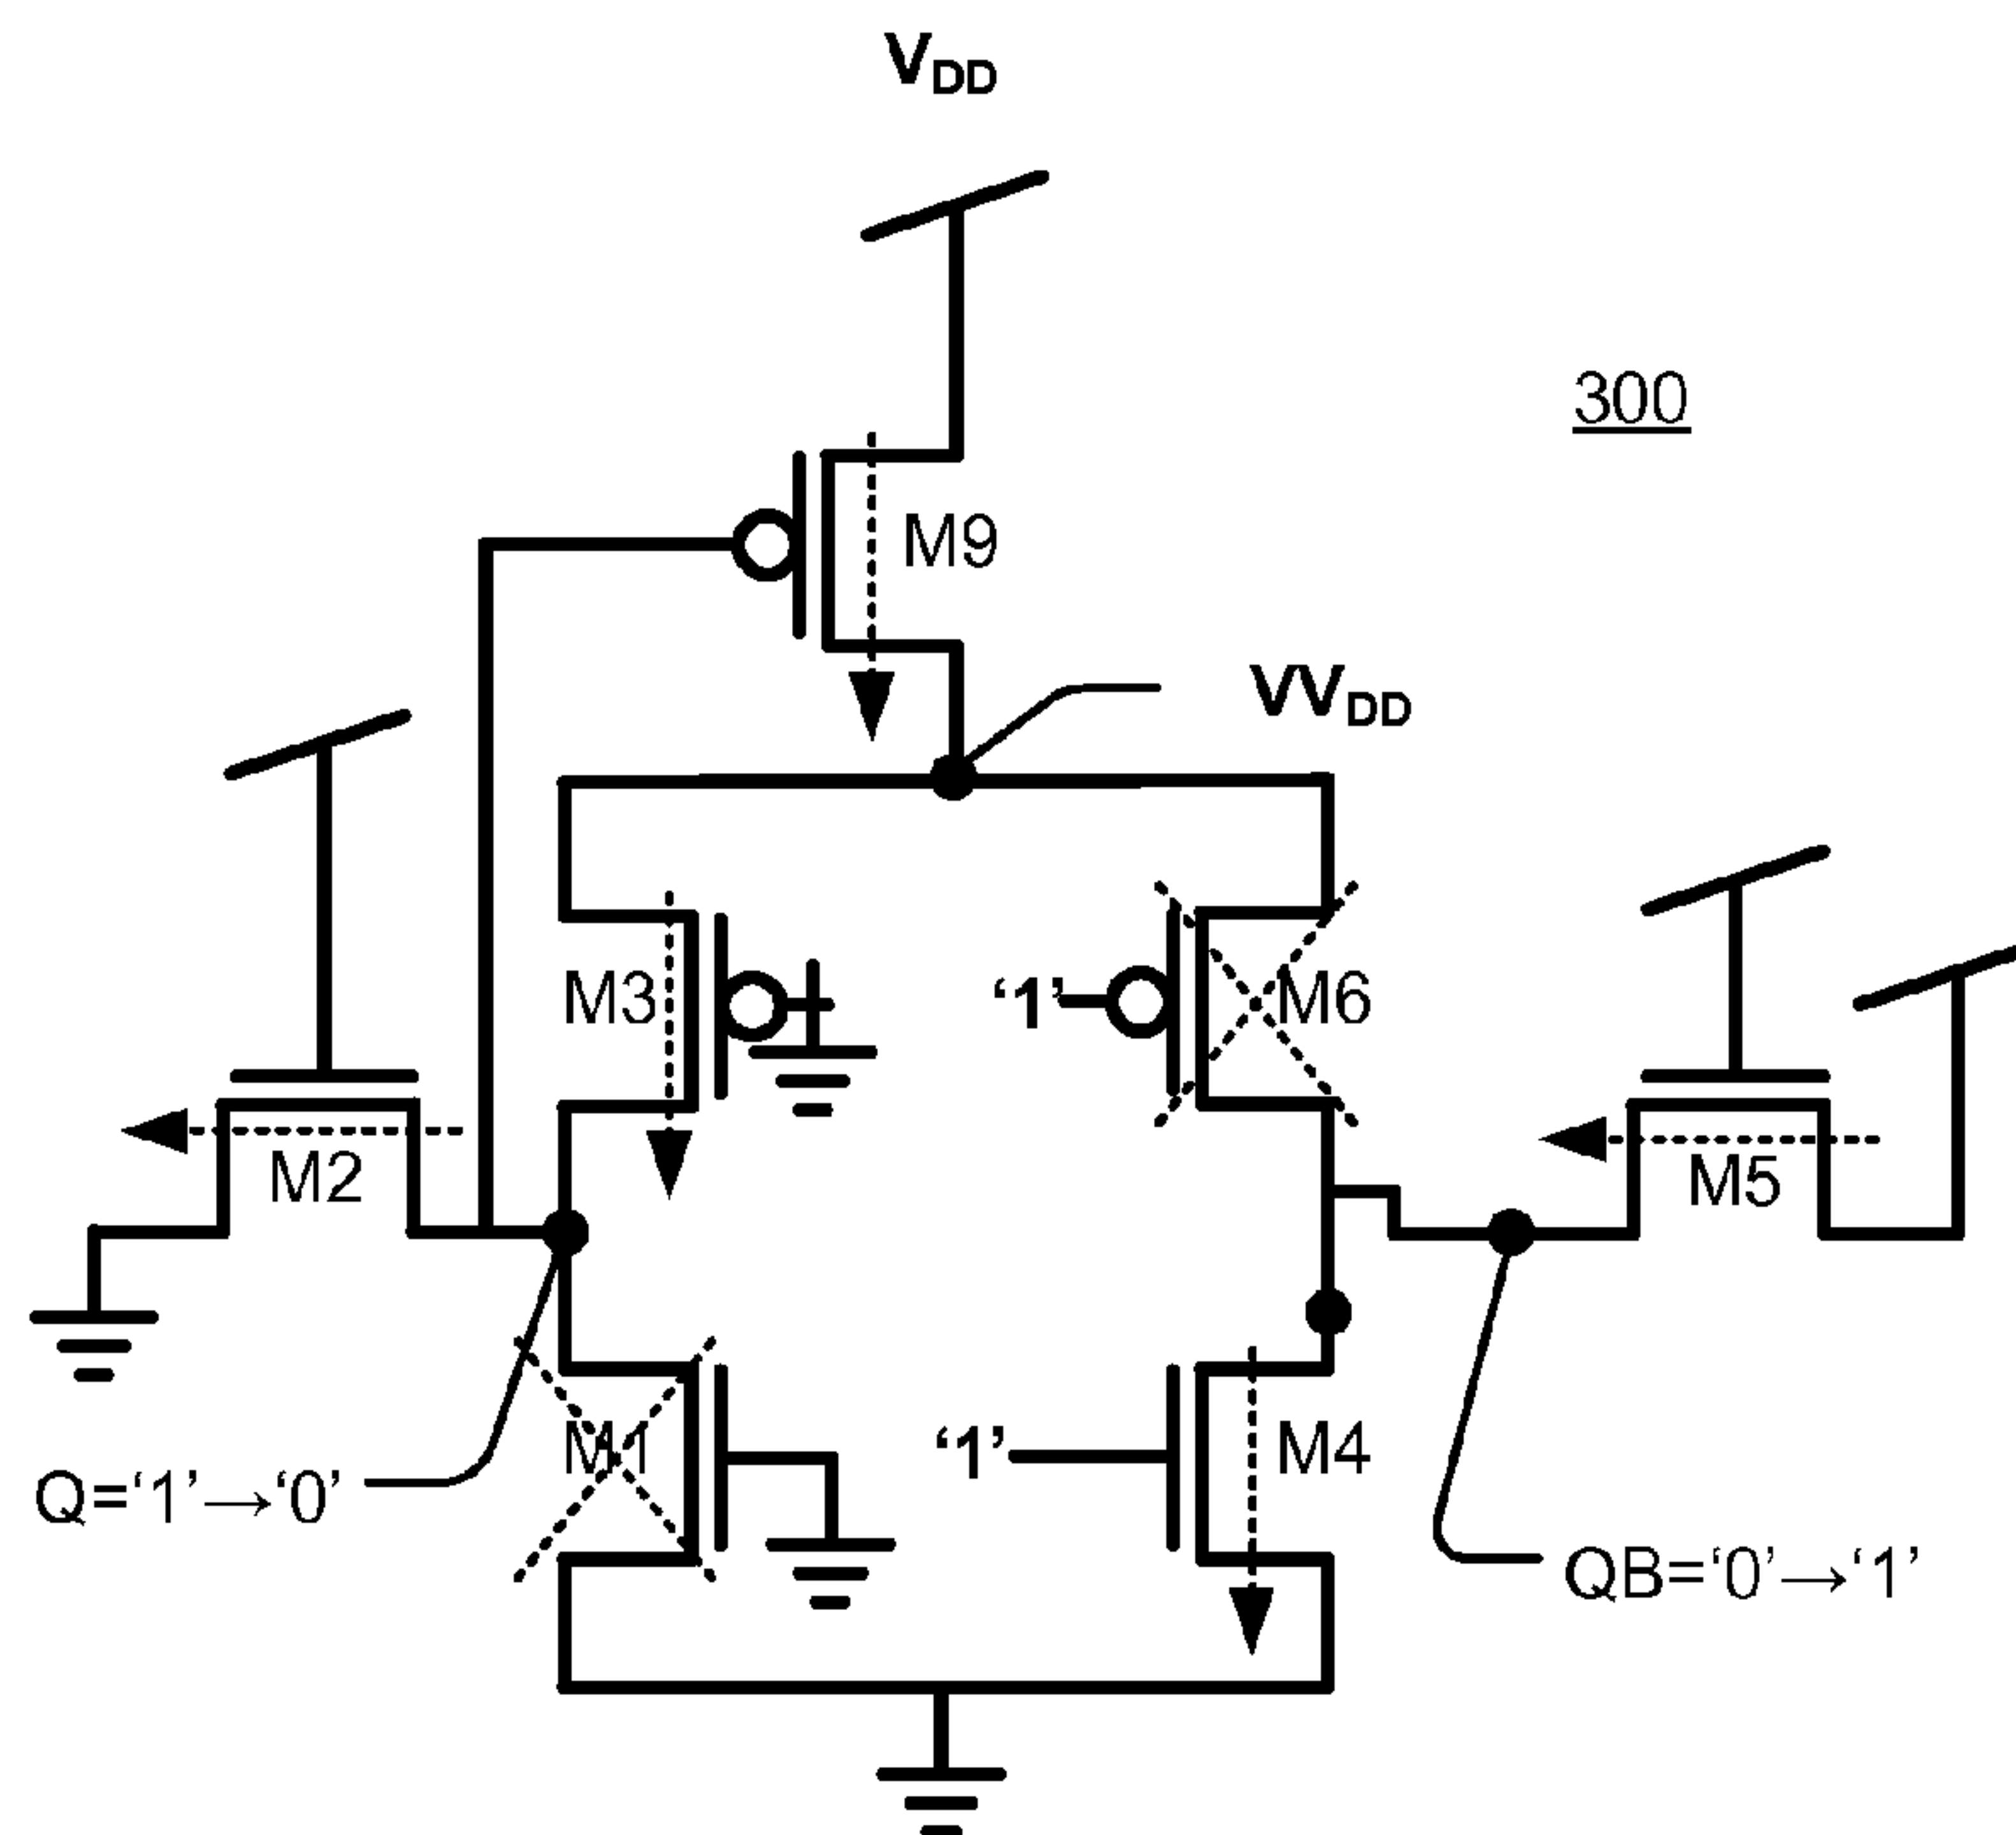 VDD
300
M9
VVDD
M3
‘1’
M6
M2
M5
M1
‘1’
M4
Q=‘1’→‘0’
QB=‘0’→‘1’